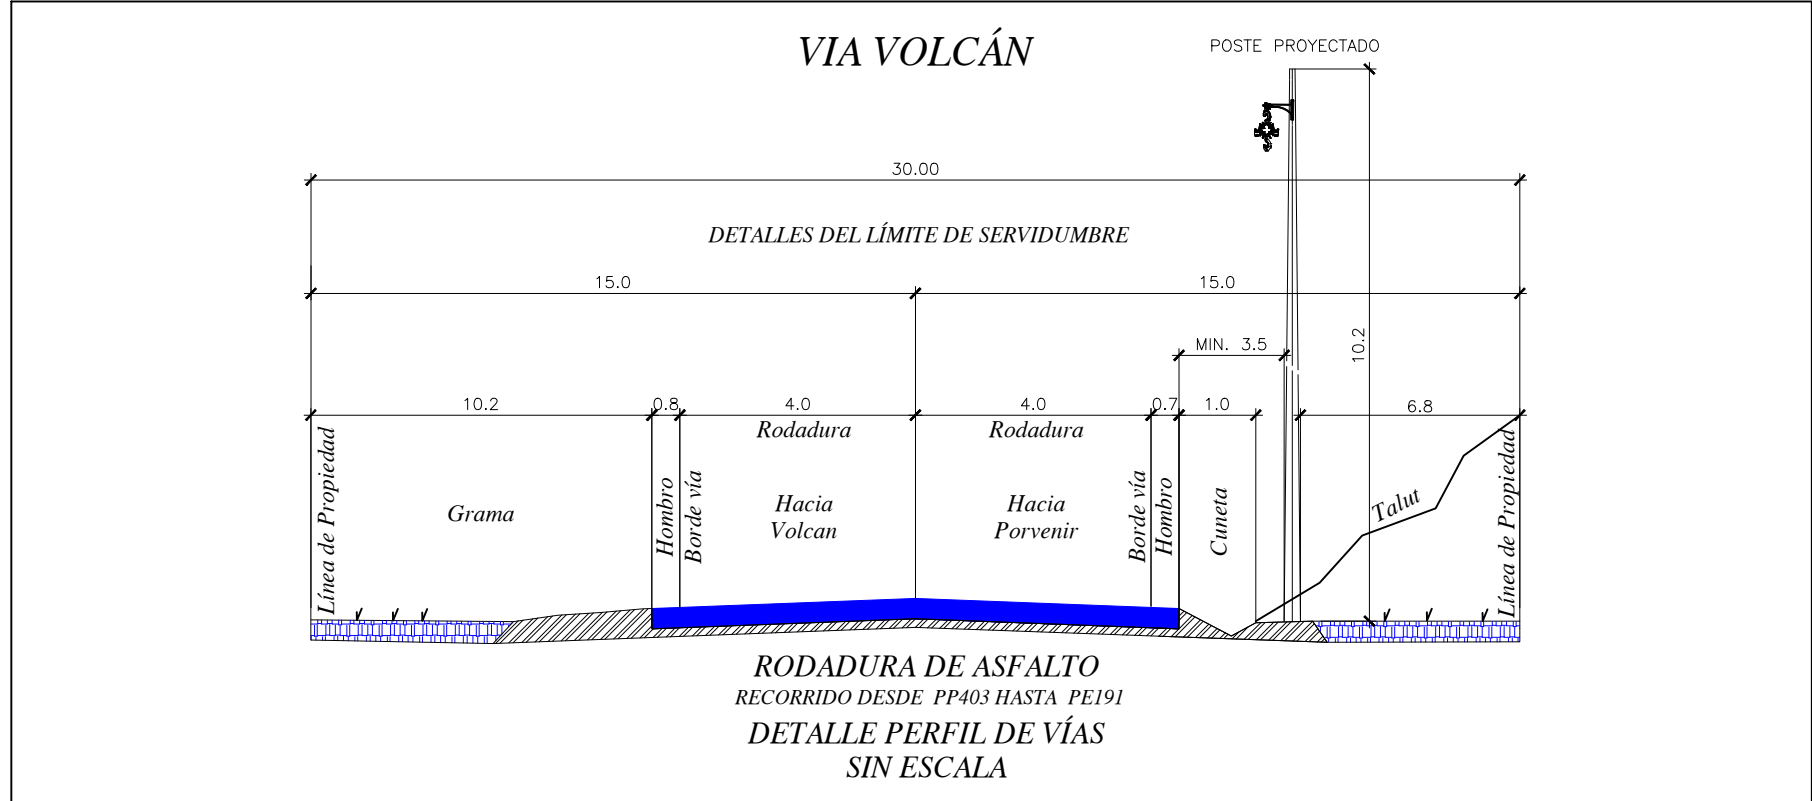 VIA VOLCÁN
POSTE PROYECTADO
30.00
DETALLES DEL LÍMITE DE SERVIDUMBRE
15.0
15.0
MIN. 3.5
10.2
10.2
0.8
4.0
4.0
0.7
1.0
6.8
Línea de Propiedad
Grama
Hombro
Borde vía
Rodadura
Hacia
Volcan
Rodadura
Hacia
Porvenir
Borde vía
Hombro
Cuneta
Talut
Línea de Propiedad
RODADURA DE ASFALTO
RECORRIDO DESDE PP403 HASTA PE191
DETALLE PERFIL DE VÍAS
SIN ESCALA